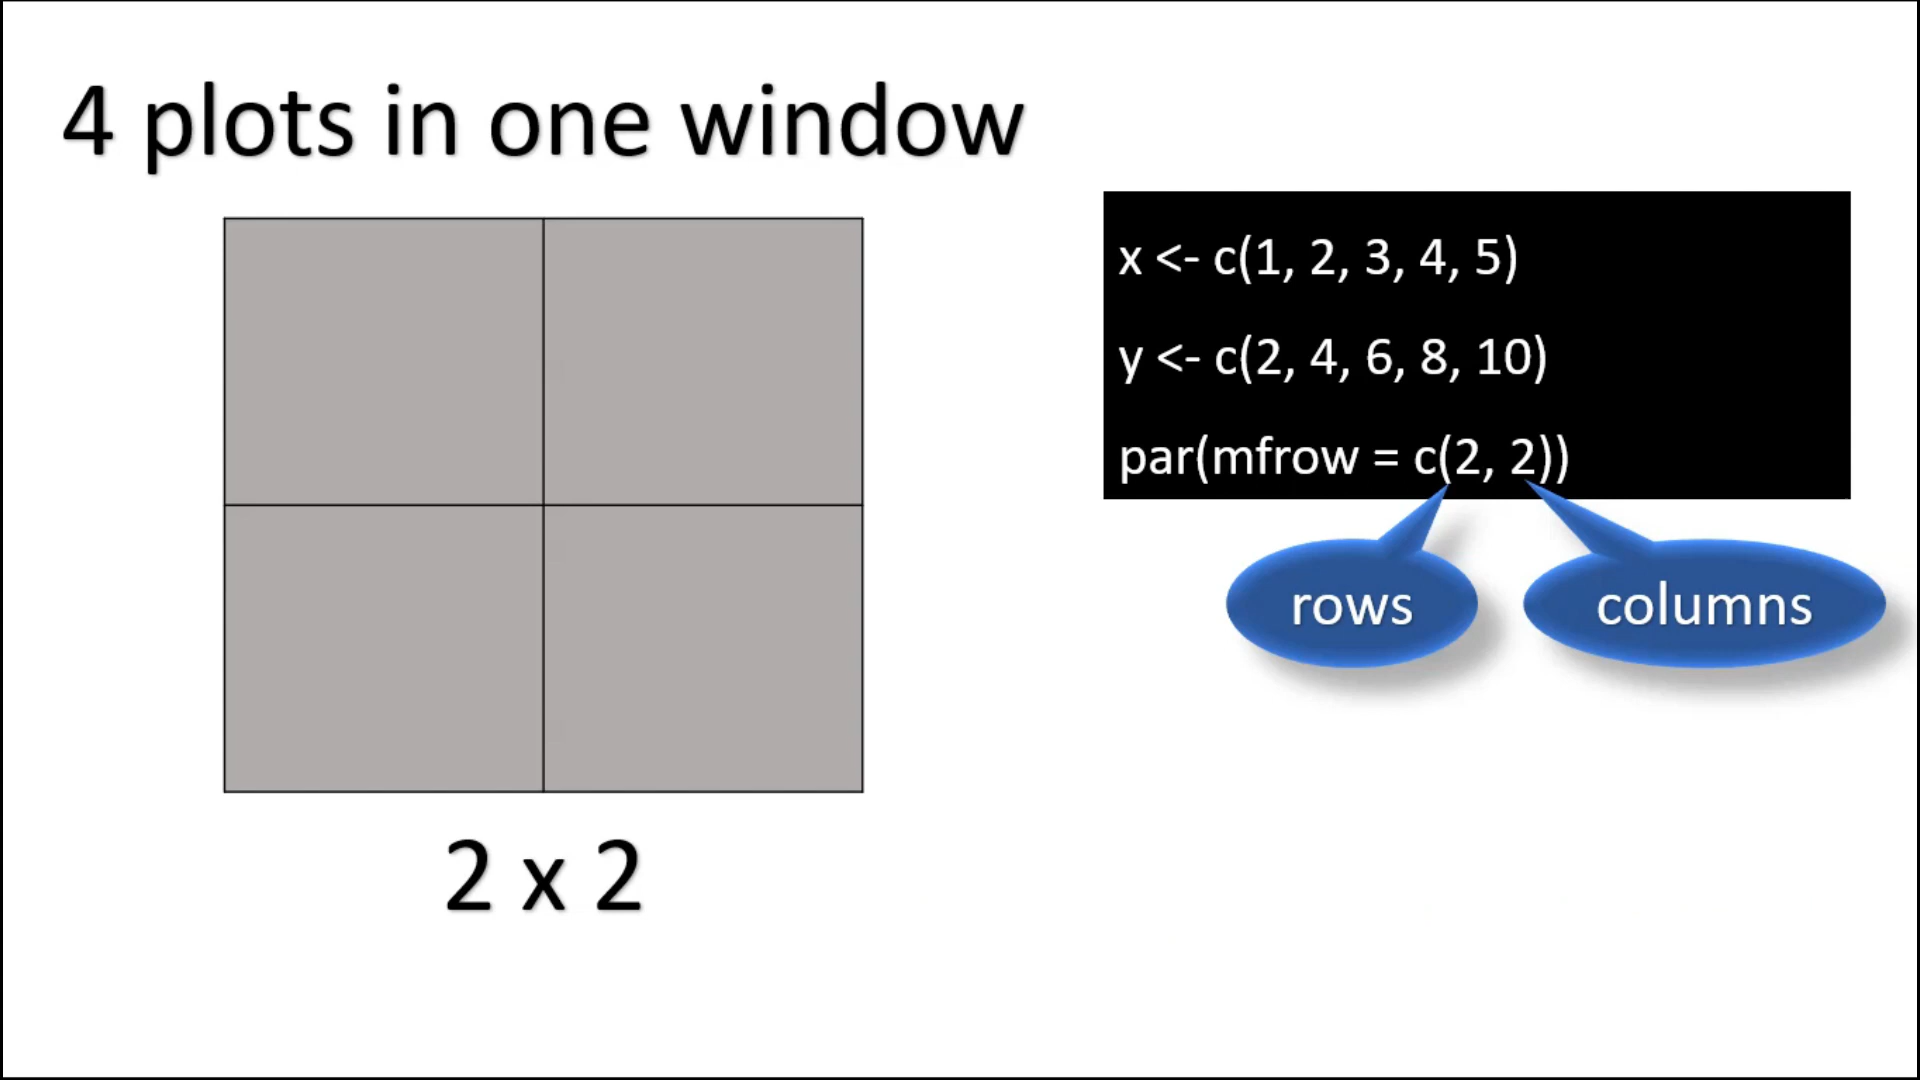 4 plots in one window
x <- c(1, 2, 3, 4, 5)
y <- c(2, 4, 6, 8, 10)
par(mfrow = c(2, 2))
rows
columns
2 x 2